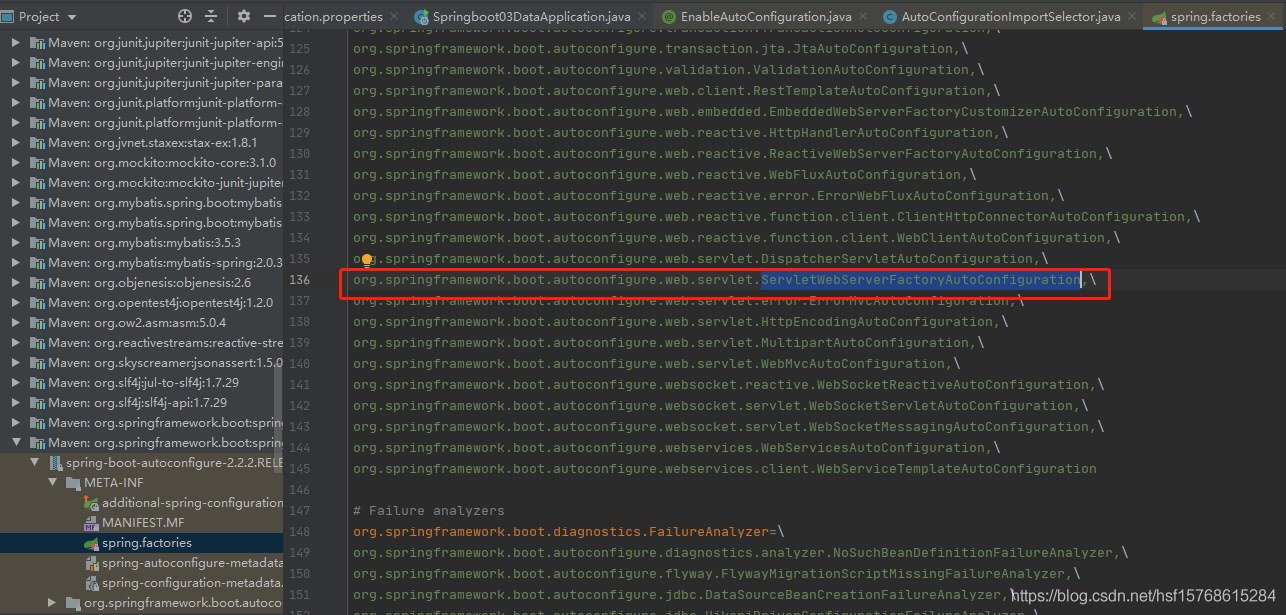 Project
cation.properties
Springboot03DataApplication.java
EnableAutoConfiguration.java
AutoConfigurationImportSelector.java
spring.factories
Maven: org.junit.jupiter:junit-jupiter-api:5
Maven: org.junit.jupiter:junit-jupiter-engi
Maven: org.junit.jupiter:junit-jupiter-para
Maven: org.junit.platform:junit-platform-
Maven: org.junit.platform:junit-platform-
Maven: org.jvnet.staxex:stax-ex:1.8.1
Maven: org.mockito:mockito-core:3.1.0
Maven: org.mockito:mockito-junit-jupiter
Maven: org.mybatis.spring.boot:mybatis
Maven: org.mybatis.spring.boot:mybatis
Maven: org.mybatis:mybatis:3.5.3
Maven: org.mybatis:mybatis-spring:2.0.3
Maven: org.objenesis:objenesis:2.6
Maven: org.opentest4j:opentest4j:1.2.0
Maven: org.ow2.asm:asm:5.0.4
Maven: org.reactivestreams:reactive-stre
Maven: org.skyscreamer:jsonassert:1.5.0
Maven: org.slf4j:jul-to-slf4j:1.7.29
Maven: org.slf4j:slf4j-api:1.7.29
Maven: org.springframework.boot:spring
Maven: org.springframework.boot:spring
spring-boot-autoconfigure-2.2.2.RELE
META-INF
additional-spring-configuration
MANIFEST.MF
spring.factories
spring-autoconfigure-metadata
spring-configuration-metadata.
org.springframework.boot.autoco
125 org.springframework.boot.autoconfigure.transaction.jta.JtaAutoConfiguration,\
126 org.springframework.boot.autoconfigure.validation.ValidationAutoConfiguration,\
127 org.springframework.boot.autoconfigure.web.client.RestTemplateAutoConfiguration,\
128 org.springframework.boot.autoconfigure.web.embedded.EmbeddedWebServerFactoryCustomizerAutoConfiguration,\
129 org.springframework.boot.autoconfigure.web.reactive.HttpHandlerAutoConfiguration,\
130 org.springframework.boot.autoconfigure.web.reactive.ReactiveWebServerFactoryAutoConfiguration,\
131 org.springframework.boot.autoconfigure.web.reactive.WebFluxAutoConfiguration,\
132 org.springframework.boot.autoconfigure.web.reactive.error.ErrorWebFluxAutoConfiguration,\
133 org.springframework.boot.autoconfigure.web.reactive.function.client.ClientHttpConnectorAutoConfiguration,\
134 org.springframework.boot.autoconfigure.web.reactive.function.client.WebClientAutoConfiguration,\
135 org.springframework.boot.autoconfigure.web.servlet.DispatcherServletAutoConfiguration,\
136 org.springframework.boot.autoconfigure.web.servlet.ServletWebServerFactoryAutoConfiguration,\
137 org.springframework.boot.autoconfigure.web.servlet.error.ErrorMvcAutoConfiguration,\
138 org.springframework.boot.autoconfigure.web.servlet.HttpEncodingAutoConfiguration,\
139 org.springframework.boot.autoconfigure.web.servlet.MultipartAutoConfiguration,\
140 org.springframework.boot.autoconfigure.web.servlet.WebMvcAutoConfiguration,\
141 org.springframework.boot.autoconfigure.websocket.reactive.WebSocketReactiveAutoConfiguration,\
142 org.springframework.boot.autoconfigure.websocket.servlet.WebSocketServletAutoConfiguration,\
143 org.springframework.boot.autoconfigure.websocket.servlet.WebSocketMessagingAutoConfiguration,\
144 org.springframework.boot.autoconfigure.webservices.WebServicesAutoConfiguration,\
145 org.springframework.boot.autoconfigure.webservices.client.WebServiceTemplateAutoConfiguration
146
147 # Failure analyzers
148 org.springframework.boot.diagnostics.FailureAnalyzer=\
149 org.springframework.boot.autoconfigure.diagnostics.analyzer.NoSuchBeanDefinitionFailureAnalyzer,\
150 org.springframework.boot.autoconfigure.flyway.FlywayMigrationScriptMissingFailureAnalyzer,\
151 org.springframework.boot.autoconfigure.jdbc.DataSourceBeanCreationFailureAnalyzer,\
https://blog.csdn.net/hsf15768615284